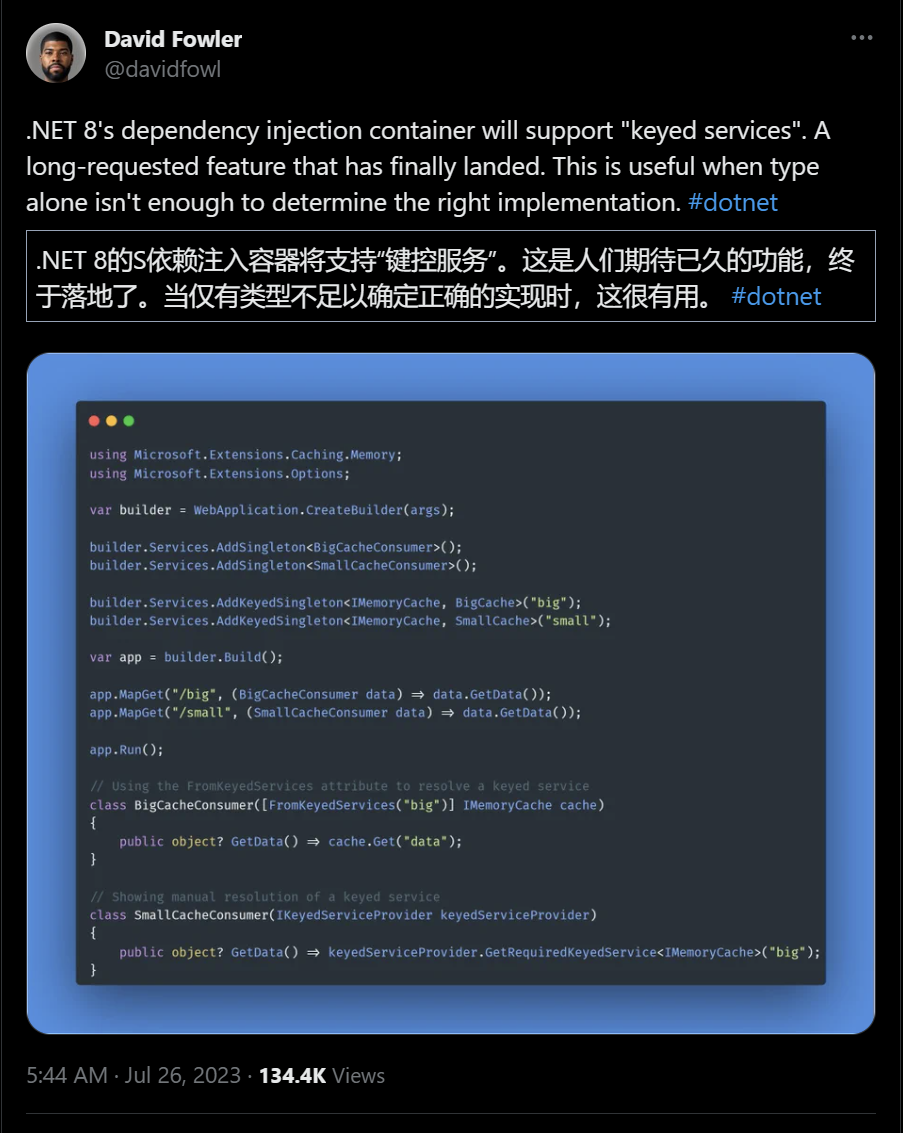 David Fowler
@davidfowl
.NET 8's dependency injection container will support "keyed services". A
long-requested feature that has finally landed. This is useful when type
alone isn't enough to determine the right implementation. #dotnet
.NET 8的S依赖注入容器将支持“键控服务”。这是人们期待已久的功能，终
于落地了。当仅有类型不足以确定正确的实现时，这很有用。 #dotnet
using Microsoft.Extensions.Caching.Memory;
using Microsoft.Extensions.Options;
var builder = WebApplication.CreateBuilder(args);
builder.Services.AddSingleton<BigCacheConsumer>();
builder.Services.AddSingleton<SmallCacheConsumer>();
builder.Services.AddKeyedSingleton<IMemoryCache, BigCache>("big");
builder.Services.AddKeyedSingleton<IMemoryCache, SmallCache>("small");
var app = builder.Build();
app.MapGet("/big", (BigCacheConsumer data) => data.GetData());
app.MapGet("/small", (SmallCacheConsumer data) => data.GetData());
app.Run();
// Using the FromKeyedServices attribute to resolve a keyed service
class BigCacheConsumer([FromKeyedServices("big")] IMemoryCache cache)
{
    public object? GetData() => cache.Get("data");
}
// Showing manual resolution of a keyed service
class SmallCacheConsumer(IKeyedServiceProvider keyedServiceProvider)
{
    public object? GetData() => keyedServiceProvider.GetRequiredKeyedService<IMemoryCache>("big");
}
5:44 AM · Jul 26, 2023 · 134.4K Views